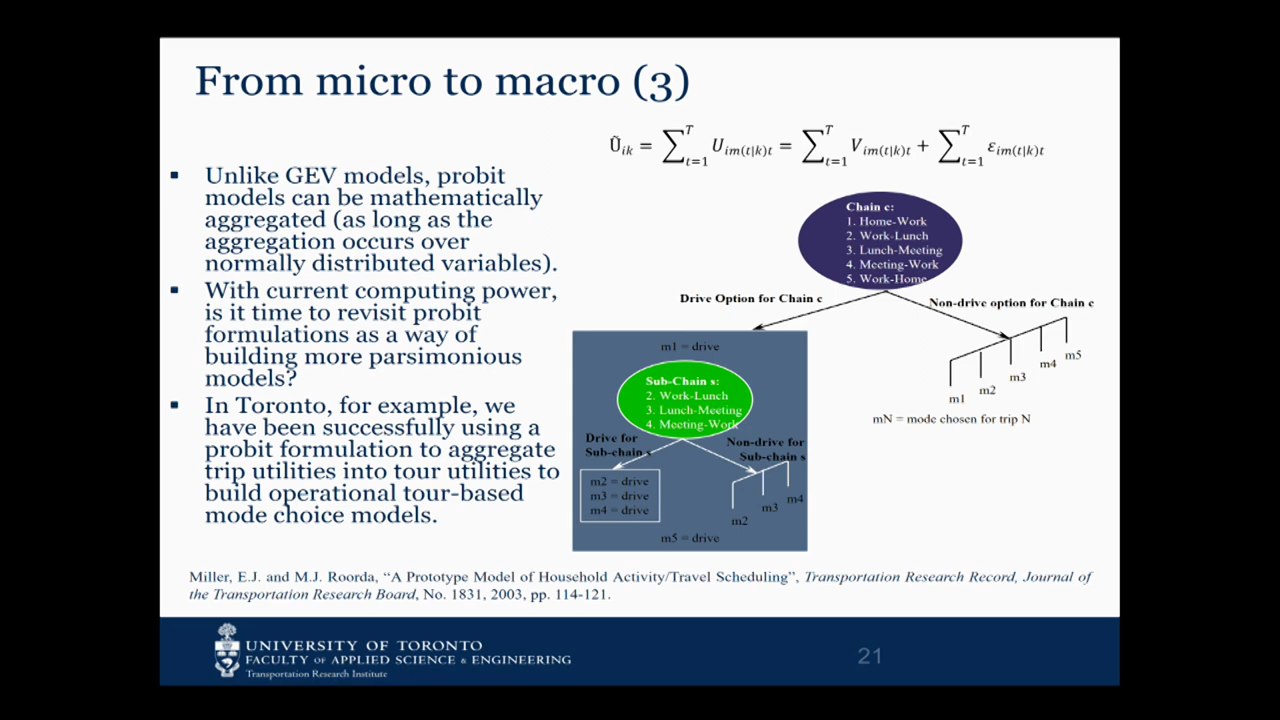 From micro to macro (3)
Ũ_ik = ∑_{t=1}^{T} U_{im(t|k)t} = ∑_{t=1}^{T} V_{im(t|k)t} + ∑_{t=1}^{T} ε_{im(t|k)t}
▪ Unlike GEV models, probit
models can be mathematically
aggregated (as long as the
aggregation occurs over
normally distributed variables).
▪ With current computing power,
is it time to revisit probit
formulations as a way of
building more parsimonious
models?
▪ In Toronto, for example, we
have been successfully using a
probit formulation to aggregate
trip utilities into tour utilities to
build operational tour-based
mode choice models.
Chain c:
1. Home-Work
2. Work-Lunch
3. Lunch-Meeting
4. Meeting-Work
5. Work-Home
Drive Option for Chain c
Non-drive option for Chain c
m1 = drive
Sub-Chain s:
2. Work-Lunch
3. Lunch-Meeting
4. Meeting-Work
Drive for
Sub-chain s
Non-drive for
Sub-chain s
m2 = drive
m3 = drive
m4 = drive
m2
m3
m4
m5 = drive
m1
m2
m3
m4
m5
mN = mode chosen for trip N
Miller, E.J. and M.J. Roorda, “A Prototype Model of Household Activity/Travel Scheduling”, Transportation Research Record, Journal of
the Transportation Research Board, No. 1831, 2003, pp. 114-121.
UNIVERSITY OF TORONTO
FACULTY OF APPLIED SCIENCE & ENGINEERING
Transportation Research Institute
21